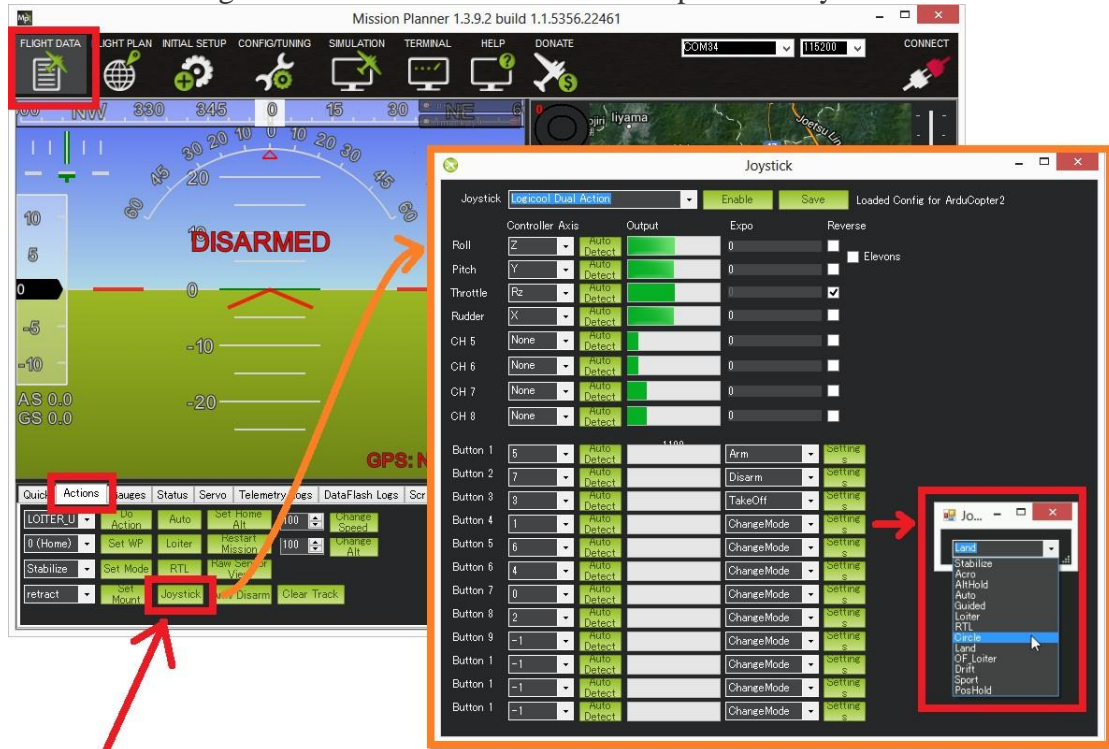 Mission Planner 1.3.9.2 build 1.1.5356.22461
FLIGHT DATA
FLIGHT PLAN
INITIAL SETUP
CONFIG/TUNING
SIMULATION
TERMINAL
HELP
DONATE
COM34
115200
CONNECT
NW 330 345 0 15 30 NE
Iiyama
Joetsu Lin
20 10 0 10 20 30
20
DISARMED
10
5
0
-5
-10
0
-10
-20
AS 0.0
GS 0.0
GPS: N
Quick Actions Gauges Status Servo Telemetry Logs DataFlash Logs Scr
LOITER_U Do Action Auto Set Home Alt 100 Change Speed
0 (Home) Set WP Loiter Restart Mission 100 Change Alt
Stabilize Set Mode RTL Raw Sensor
retract Set Mount Joystick Disarm Clear Track
Joystick
Joystick Logicool Dual Action Enable Save Loaded Config for ArduCopter2
Controller Axis Output Expo Reverse
Roll Z Auto Detect 0
Elevons
Pitch Y Auto Detect 0
Throttle Rz Auto Detect 0
Rudder X Auto Detect 0
CH 5 None Auto Detect 0
CH 6 None Auto Detect 0
CH 7 None Auto Detect 0
CH 8 None Auto Detect 0
Button 1 5 Auto Detect Arm Settings
Button 2 7 Auto Detect Disarm Settings
Button 3 3 Auto Detect TakeOff Settings
Button 4 1 Auto Detect ChangeMode Settings
Button 5 6 Auto Detect ChangeMode Settings
Button 6 4 Auto Detect ChangeMode Settings
Button 7 0 Auto Detect ChangeMode Settings
Button 8 2 Auto Detect ChangeMode Settings
Button 9 -1 Auto Detect ChangeMode Settings
Button 1 -1 Auto Detect ChangeMode Settings
Button 1 -1 Auto Detect ChangeMode Settings
Button 1 -1 Auto Detect ChangeMode Settings
Jo...
Land
Stabilize
Acro
AltHold
Auto
Guided
Loiter
RTL
Circle
Land
OF_Loiter
Drift
Sport
PosHold